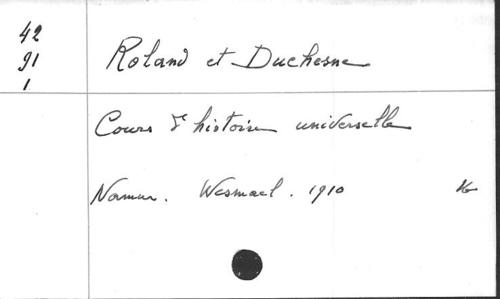 42
91
1
Roland et Duchesne
Cours d'histoire universelle
Namur. Wesmael. 1910